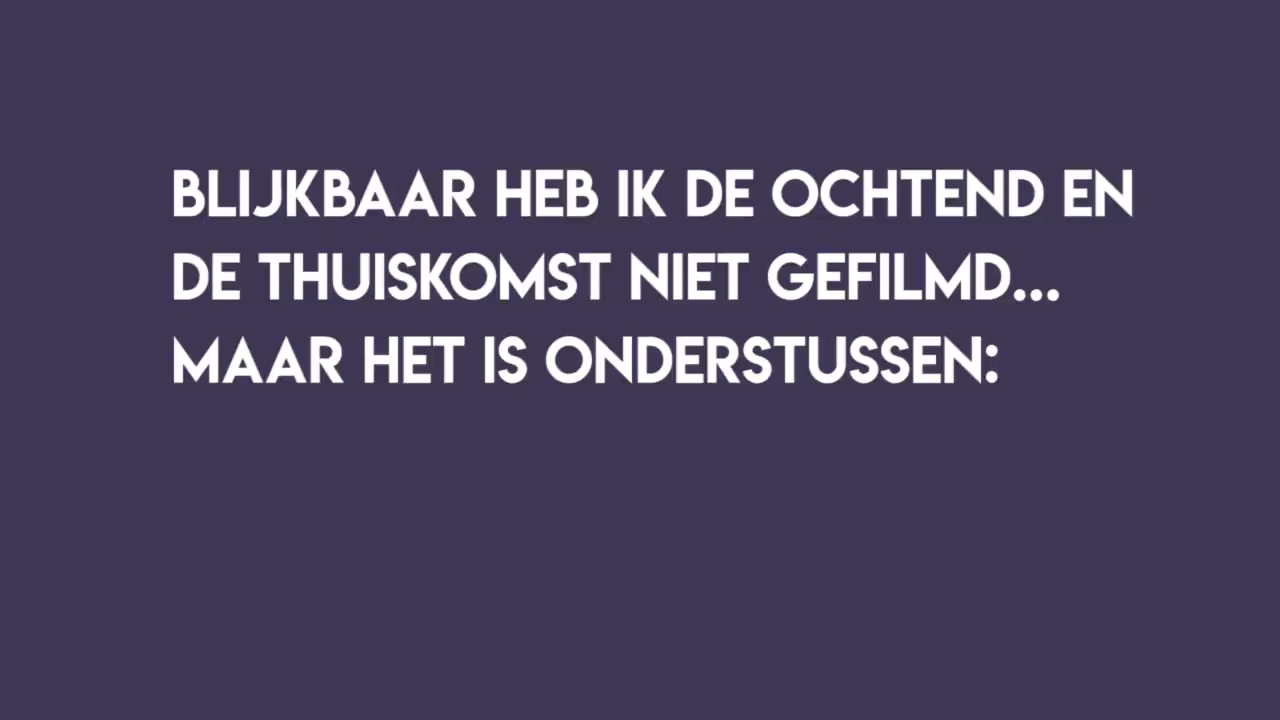 BLIJKBAAR HEB IK DE OCHTEND EN
DE THUISKOMST NIET GEFILMD...
MAAR HET IS ONDERSTUSSEN: